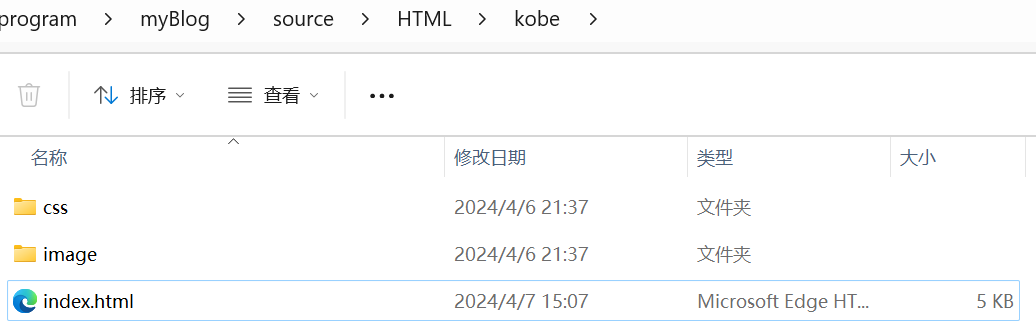 program > myBlog > source > HTML > kobe >
排序 查看 •••
名称 修改日期 类型 大小
css 2024/4/6 21:37 文件夹
image 2024/4/6 21:37 文件夹
index.html 2024/4/7 15:07 Microsoft Edge HT... 5 KB